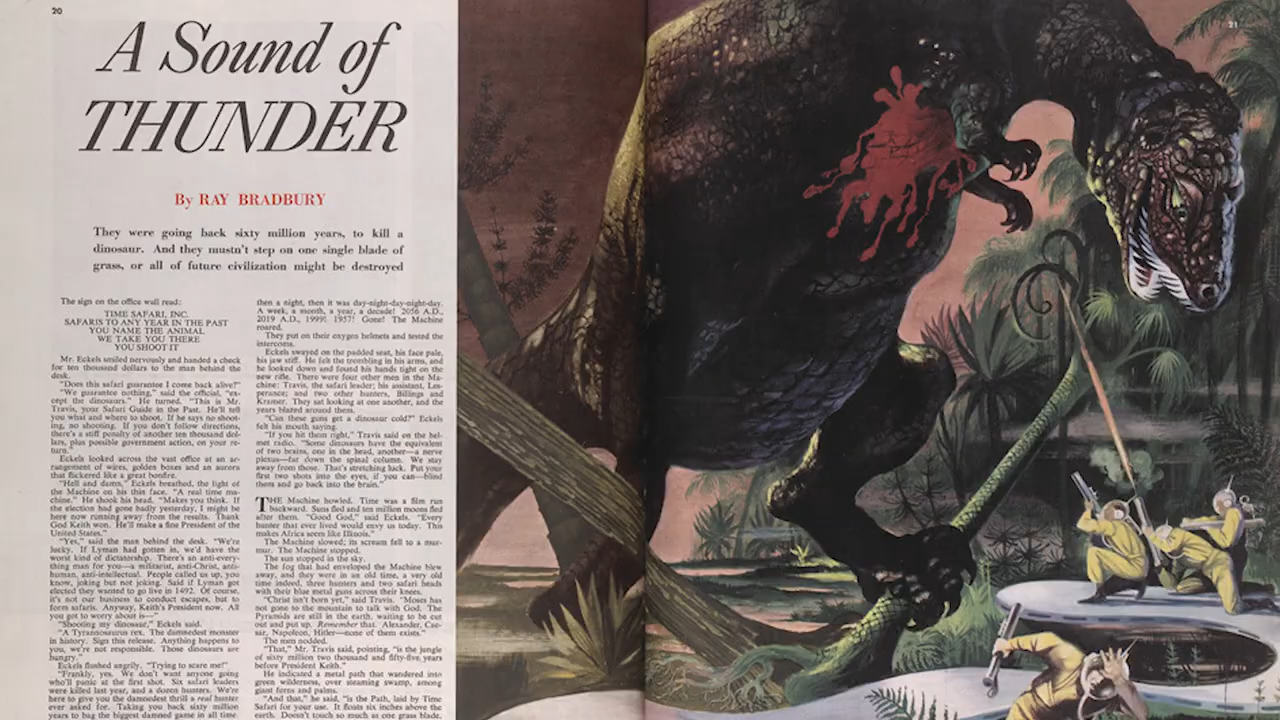 20
A Sound of
THUNDER
By RAY BRADBURY
They were going back sixty million years, to kill a
dinosaur. And they mustn't step on one single blade of
grass, or all of future civilization might be destroyed
The sign on the office wall read:
TIME SAFARI, INC.
SAFARIS TO ANY YEAR IN THE PAST
YOU NAME THE ANIMAL
WE TAKE YOU THERE
YOU SHOOT IT
Mr. Eckels smiled nervously and handed a check
for ten thousand dollars to the man behind the
desk.
"Does this safari guarantee I come back alive?"
"We guarantee nothing," said the official, "ex-
cept the dinosaurs." He turned. "This is Mr.
Travis, your Safari Guide in the Past. He'll tell
you what and where to shoot. If he says no shoot-
ing, no shooting. If you don't follow directions,
there's a stiff penalty of another ten thousand dol-
lars, plus possible government action, on your re-
turn."
Eckels looked across the vast office at an ar-
rangement of wires, golden boxes and an aurora
that flickered like a great bonfire.
"Hell and damn," Eckels breathed, the light of
the Machine on his thin face. "A real time ma-
chine." He shook his head. "Makes you think. If
the election had gone badly yesterday, I might be
here now running away from the results. Thank
God Keith won. He'll make a fine President of the
United States."
"Yes," said the man behind the desk. "We're
lucky. If Lyman had gotten in, we'd have the
worst kind of dictatorship. There's an anti-every-
thing man for you—a militarist, anti-Christ, anti-
human, anti-intellectual. People called us up, you
know, joking but not joking. Said if Lyman got
elected they wanted to go live in 1492. Of course,
it's not our business to conduct escapes, but to
form safaris. Anyway, Keith's President now. All
you got to worry about is—"
"Shooting my dinosaur," Eckels said.
"A Tyrannosaurus rex. The damnedest monster
in history. Sign this release. Anything happens to
you, we're not responsible. Those dinosaurs are
hungry."
Eckels flushed angrily. "Trying to scare me!"
"Frankly, yes. We don't want anyone going
who'll panic at the first shot. Six safari leaders
were killed last year, and a dozen hunters. We're
here to give you the damnedest thrill a real hunter
ever asked for. Taking you back sixty million
years to bag the biggest damned game in all time.
then a night, then it was day-night-day-night-day.
A week, a month, a year, a decade! 2056 A.D.,
2019 A.D., 1999! 1957! Gone! The Machine
roared.
They put on their oxygen helmets and tested the
intercoms.
Eckels swayed on the padded seat, his face pale,
his jaw stiff. He felt the trembling in his arms, and
he looked down and found his hands tight on the
new rifle. There were four other men in the Ma-
chine: Travis, the safari leader; his assistant, Les-
perance; and two other hunters, Billings and
Kramer. They sat looking at one another, and the
years blazed around them.
"Can these guns get a dinosaur cold?" Eckels
felt his mouth saying.
"If you hit them right," Travis said on the hel-
met radio. "Some dinosaurs have the equivalent
of two brains, one in the head, another—a nerve
plexus—far down the spinal column. We stay
away from those. That's stretching luck. Put your
first two shots into the eyes, if you can—blind
them and go back into the brain."
THE Machine howled. Time was a film run
backward. Suns fled and ten million moons fled
after them. "Good God," said Eckels. "Every
hunter that ever lived would envy us today. This
makes Africa seem like Illinois."
The Machine slowed; its scream fell to a mur-
mur. The Machine stopped.
The sun stopped in the sky.
The fog that had enveloped the Machine blew
away, and they were in an old time, a very old
time indeed, three hunters and two safari heads
with their blue metal guns across their knees.
"Christ isn't born yet," said Travis. "Moses has
not gone to the mountain to talk with God. The
Pyramids are still in the earth, waiting to be cut
out and put up. Remember that. Alexander, Cae-
sar, Napoleon, Hitler—none of them exists."
The men nodded.
"That," Mr. Travis said, pointing, "is the jungle
of sixty million two thousand and fifty-five years
before President Keith."
He indicated a metal path that wandered into
green wilderness, over steaming swamp, among
giant ferns and palms.
"And that," he said, "is the Path, laid by Time
Safari for your use. It floats six inches above the
earth. Doesn't touch so much as one grass blade,
21